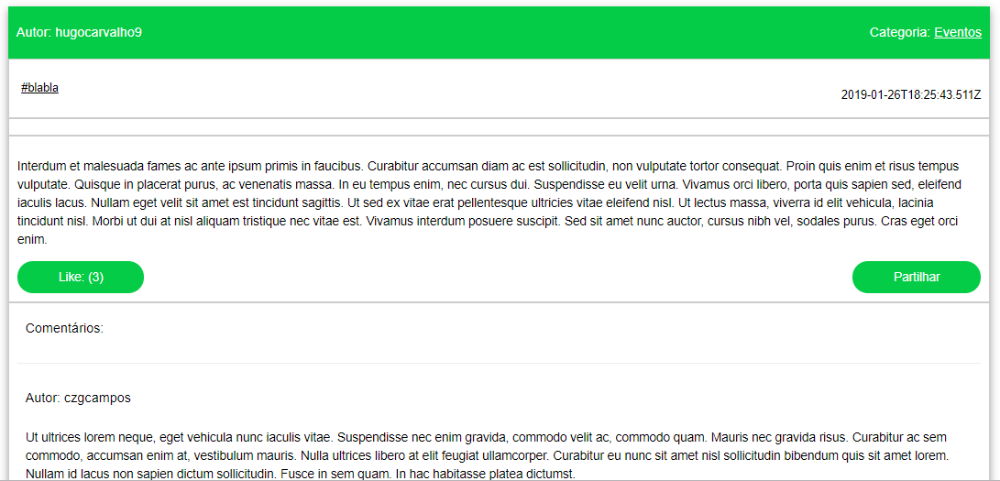 Autor: hugocarvalho9
Categoria: Eventos
#blabla
2019-01-26T18:25:43.511Z
Interdum et malesuada fames ac ante ipsum primis in faucibus. Curabitur accumsan diam ac est sollicitudin, non vulputate tortor consequat. Proin quis enim et risus tempus
vulputate. Quisque in placerat purus, ac venenatis massa. In eu tempus enim, nec cursus dui. Suspendisse eu velit urna. Vivamus orci libero, porta quis sapien sed, eleifend
iaculis lacus. Nullam eget velit sit amet est tincidunt sagittis. Ut sed ex vitae erat pellentesque ultricies vitae eleifend nisl. Ut lectus massa, viverra id elit vehicula, lacinia
tincidunt nisl. Morbi ut dui at nisl aliquam tristique nec vitae est. Vivamus interdum posuere suscipit. Sed sit amet nunc auctor, cursus nibh vel, sodales purus. Cras eget orci
enim.
Like: (3)
Partilhar
Comentários:
Autor: czgcampos
Ut ultrices lorem neque, eget vehicula nunc iaculis vitae. Suspendisse nec enim gravida, commodo velit ac, commodo quam. Mauris nec gravida risus. Curabitur ac sem
commodo, accumsan enim at, vestibulum mauris. Nulla ultrices libero at elit feugiat ullamcorper. Curabitur eu nunc sit amet nisl sollicitudin bibendum quis sit amet lorem.
Nullam id lacus non sapien dictum sollicitudin. Fusce in sem quam. In hac habitasse platea dictumst.